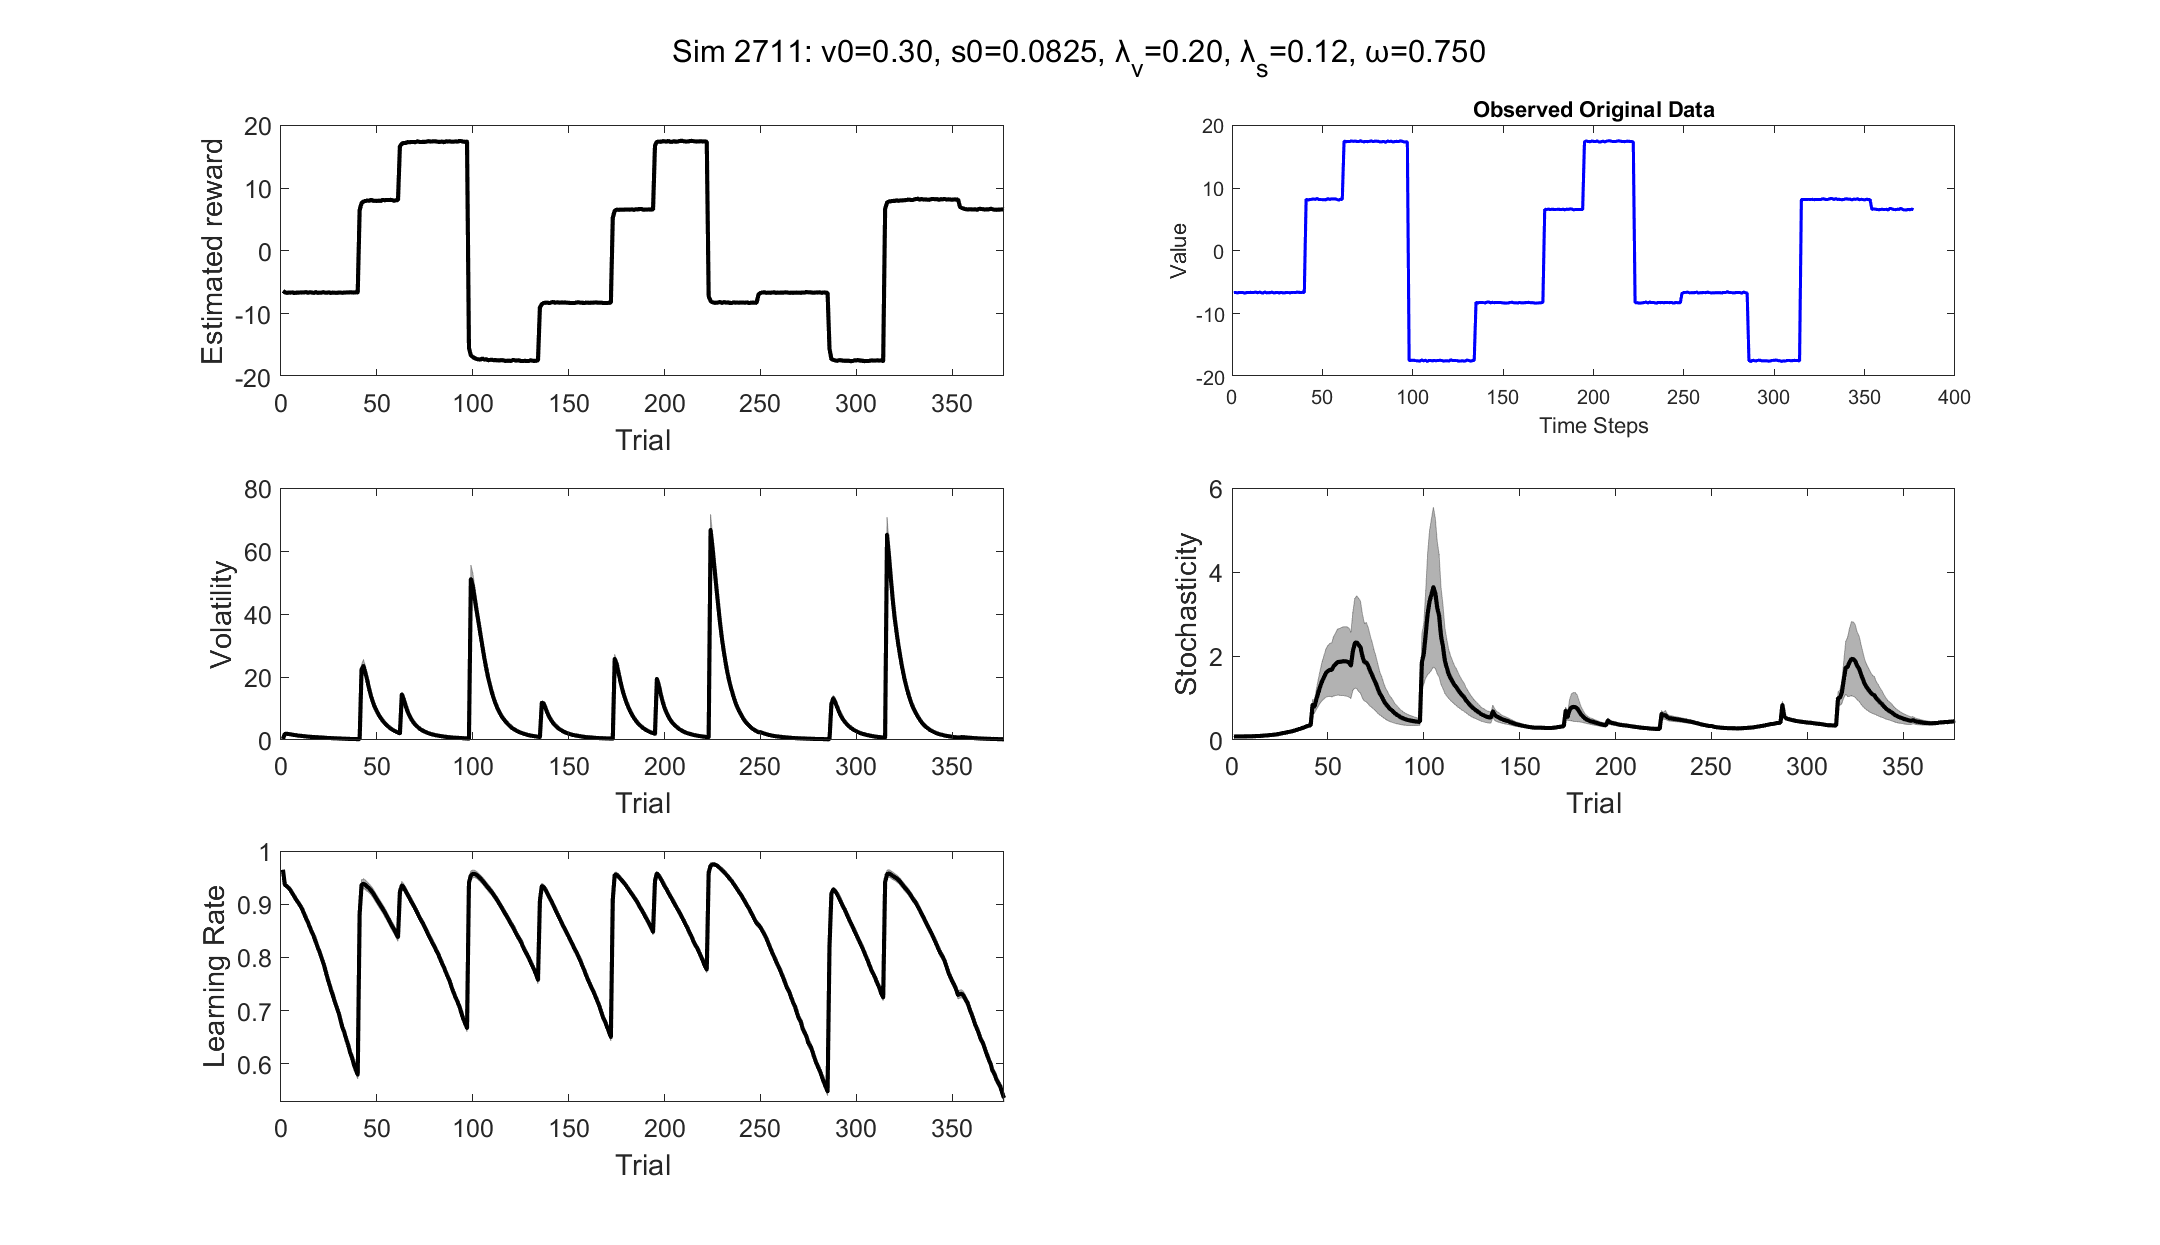 Sim 2711: v0=0.30, s0=0.0825, λ_v=0.20, λ_s=0.12, ω=0.750
Estimated reward
20
10
0
-10
-20
0 50 100 150 200 250 300 350
Trial
Observed Original Data
Value
20
10
0
-10
-20
0 50 100 150 200 250 300 350 400
Time Steps
Volatility
80
60
40
20
0
0 50 100 150 200 250 300 350
Trial
Stochasticity
6
4
2
0
0 50 100 150 200 250 300 350
Trial
Learning Rate
1
0.9
0.8
0.7
0.6
0 50 100 150 200 250 300 350
Trial